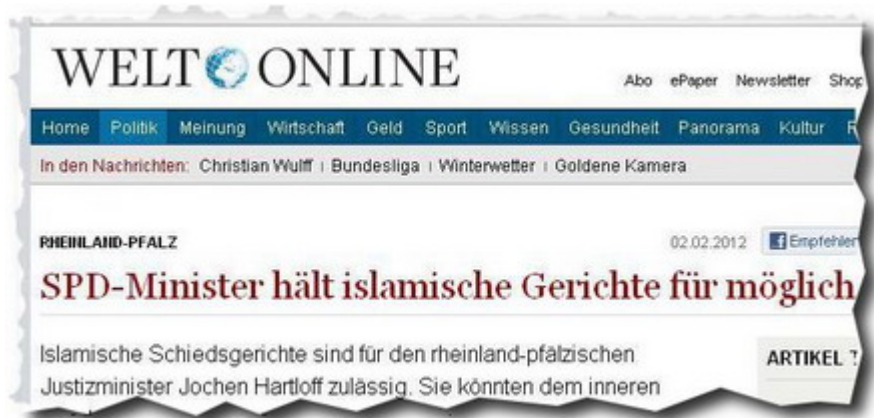 WELT ONLINE
Abo ePaper Newsletter Shop
Home Politik Meinung Wirtschaft Geld Sport Wissen Gesundheit Panorama Kultur
In den Nachrichten: Christian Wulff | Bundesliga | Winterwetter | Goldene Kamera
RHEINLAND-PFALZ 02.02.2012 Empfehlen
SPD-Minister hält islamische Gerichte für möglich
Islamische Schiedsgerichte sind für den rheinland-pfälzischen
ARTIKEL
Justizminister Jochen Hartloff zulässig. Sie könnten dem inneren